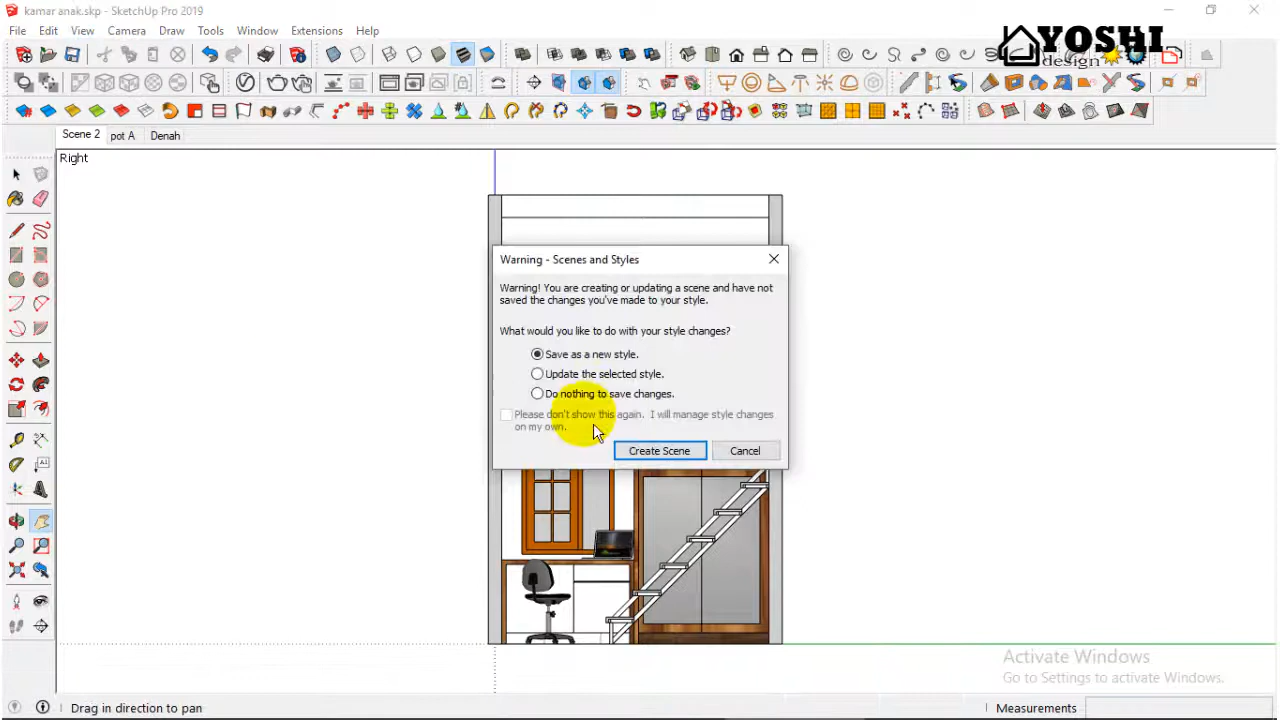 kamar anak.skp - SketchUp Pro 2019
File Edit View Camera Draw Tools Window Extensions Help
YOSHI
design
Scene 2 pot A Denah
Right
Warning - Scenes and Styles
Warning! You are creating or updating a scene and have not
saved the changes you've made to your style.
What would you like to do with your style changes?
Save as a new style.
Update the selected style.
Do nothing to save changes.
Please don't show this again. I will manage style changes
on my own.
Create Scene Cancel
Activate Windows
Go to Settings to activate Windows.
Drag in direction to pan
Measurements